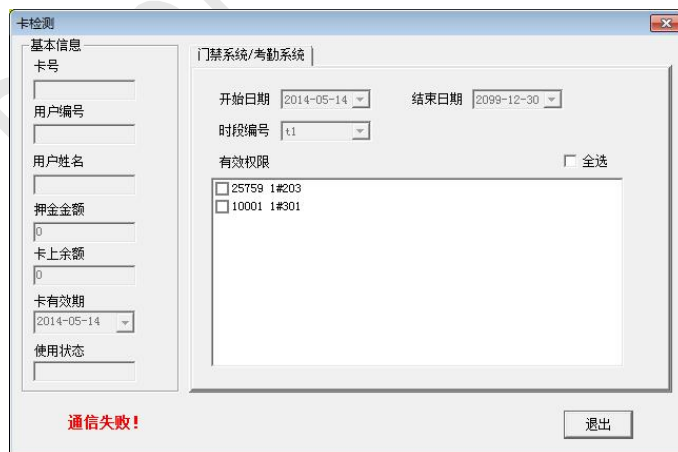 卡检测
基本信息
卡号
用户编号
用户姓名
押金金额
0
卡上余额
0
卡有效期
2014-05-14
使用状态
门禁系统/考勤系统
开始日期 2014-05-14 结束日期 2099-12-30
时段编号 t1
有效权限 全选
25759 1#203
10001 1#301
通信失败!
退出